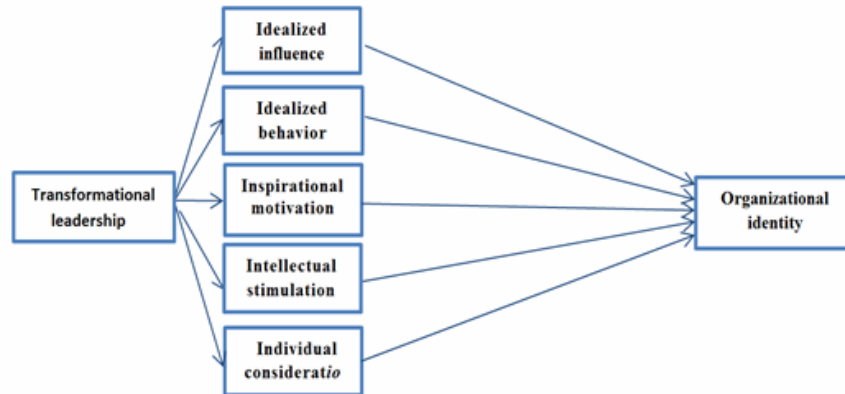 Idealized
influence
Idealized
behavior
Transformational
leadership
Inspirational
motivation
Organizational
identity
Intellectual
stimulation
Individual
consideratio